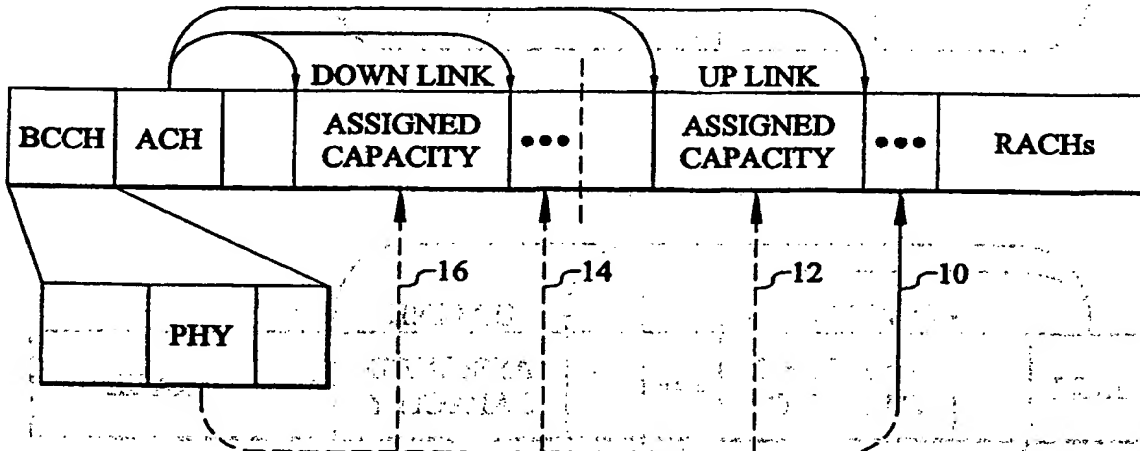 DOWN LINK
UP LINK
BCCH
ACH
ASSIGNED
CAPACITY
•••
ASSIGNED
CAPACITY
•••
RACHs
16
14
12
10
PHY